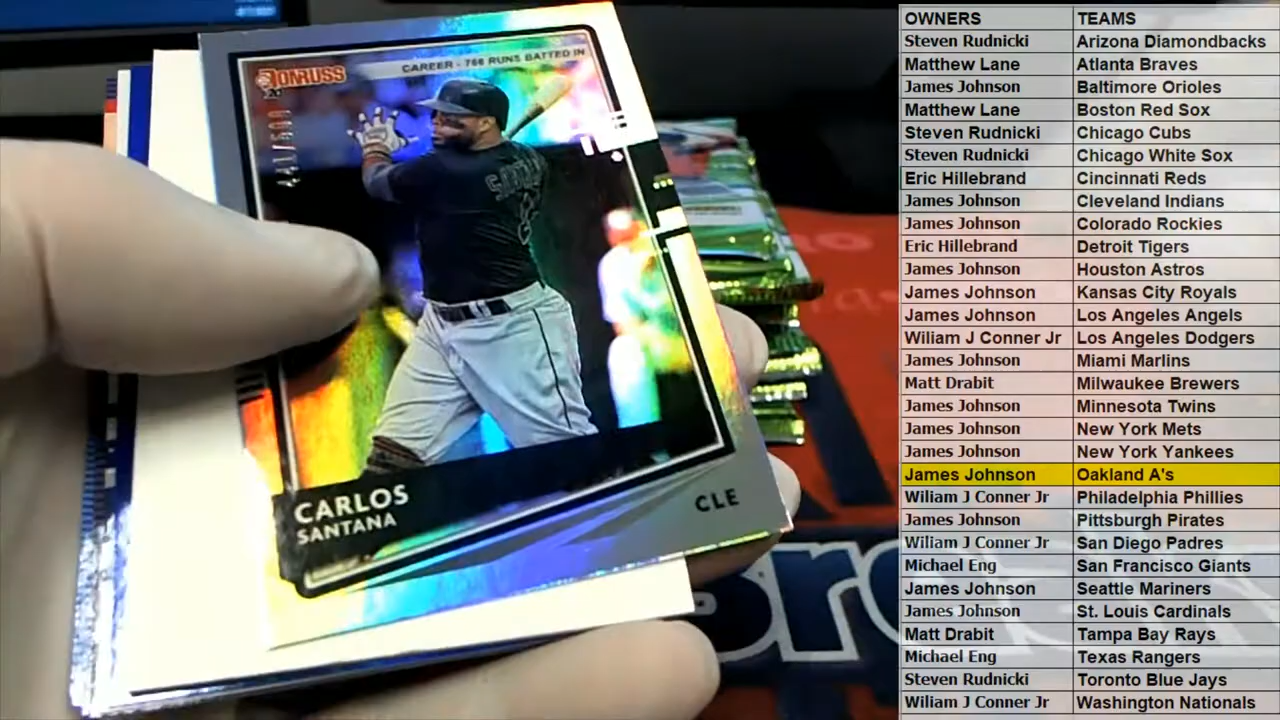 DONRUSS
CAREER - 766 RUNS BATTED IN
CARLOS
SANTANA
CLE
OWNERS TEAMS
Steven Rudnicki Arizona Diamondbacks
Matthew Lane Atlanta Braves
James Johnson Baltimore Orioles
Matthew Lane Boston Red Sox
Steven Rudnicki Chicago Cubs
Steven Rudnicki Chicago White Sox
Eric Hillebrand Cincinnati Reds
James Johnson Cleveland Indians
James Johnson Colorado Rockies
Eric Hillebrand Detroit Tigers
James Johnson Houston Astros
James Johnson Kansas City Royals
James Johnson Los Angeles Angels
Wiliam J Conner Jr Los Angeles Dodgers
James Johnson Miami Marlins
Matt Drabit Milwaukee Brewers
James Johnson Minnesota Twins
James Johnson New York Mets
James Johnson New York Yankees
James Johnson Oakland A's
Wiliam J Conner Jr Philadelphia Phillies
James Johnson Pittsburgh Pirates
Wiliam J Conner Jr San Diego Padres
Michael Eng San Francisco Giants
James Johnson Seattle Mariners
James Johnson St. Louis Cardinals
Matt Drabit Tampa Bay Rays
Michael Eng Texas Rangers
Steven Rudnicki Toronto Blue Jays
Wiliam J Conner Jr Washington Nationals